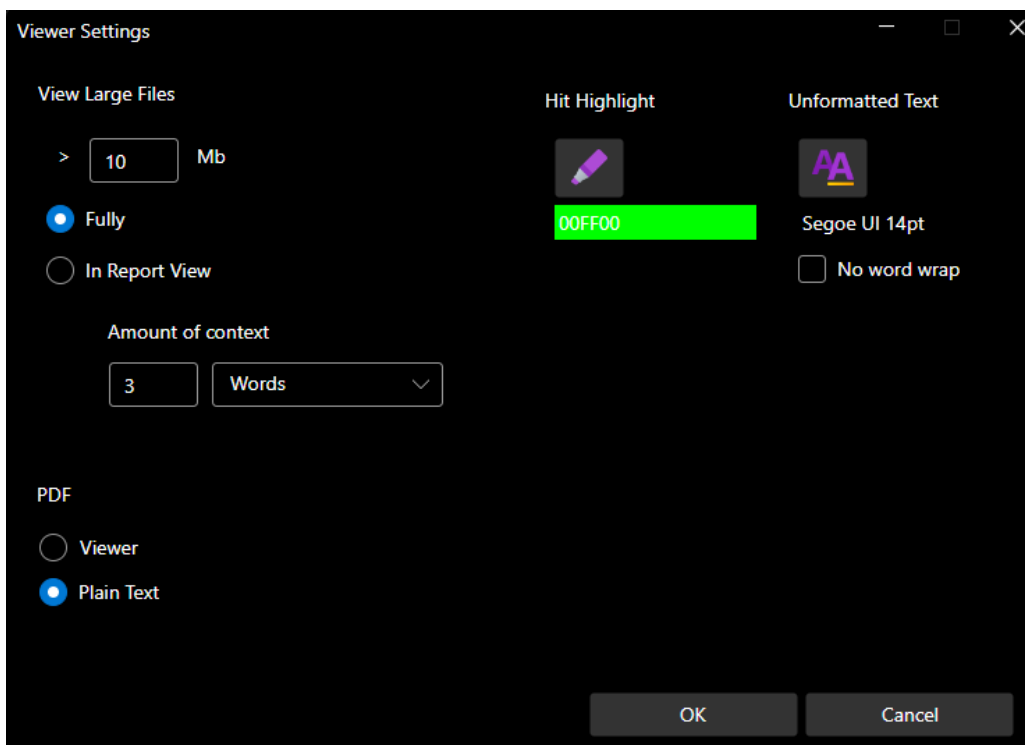 Viewer Settings
View Large Files
> 10 Mb
Fully
In Report View
Amount of context
3 Words
PDF
Viewer
Plain Text
Hit Highlight
00FF00
Unformatted Text
AA
Segoe UI 14pt
No word wrap
OK
Cancel